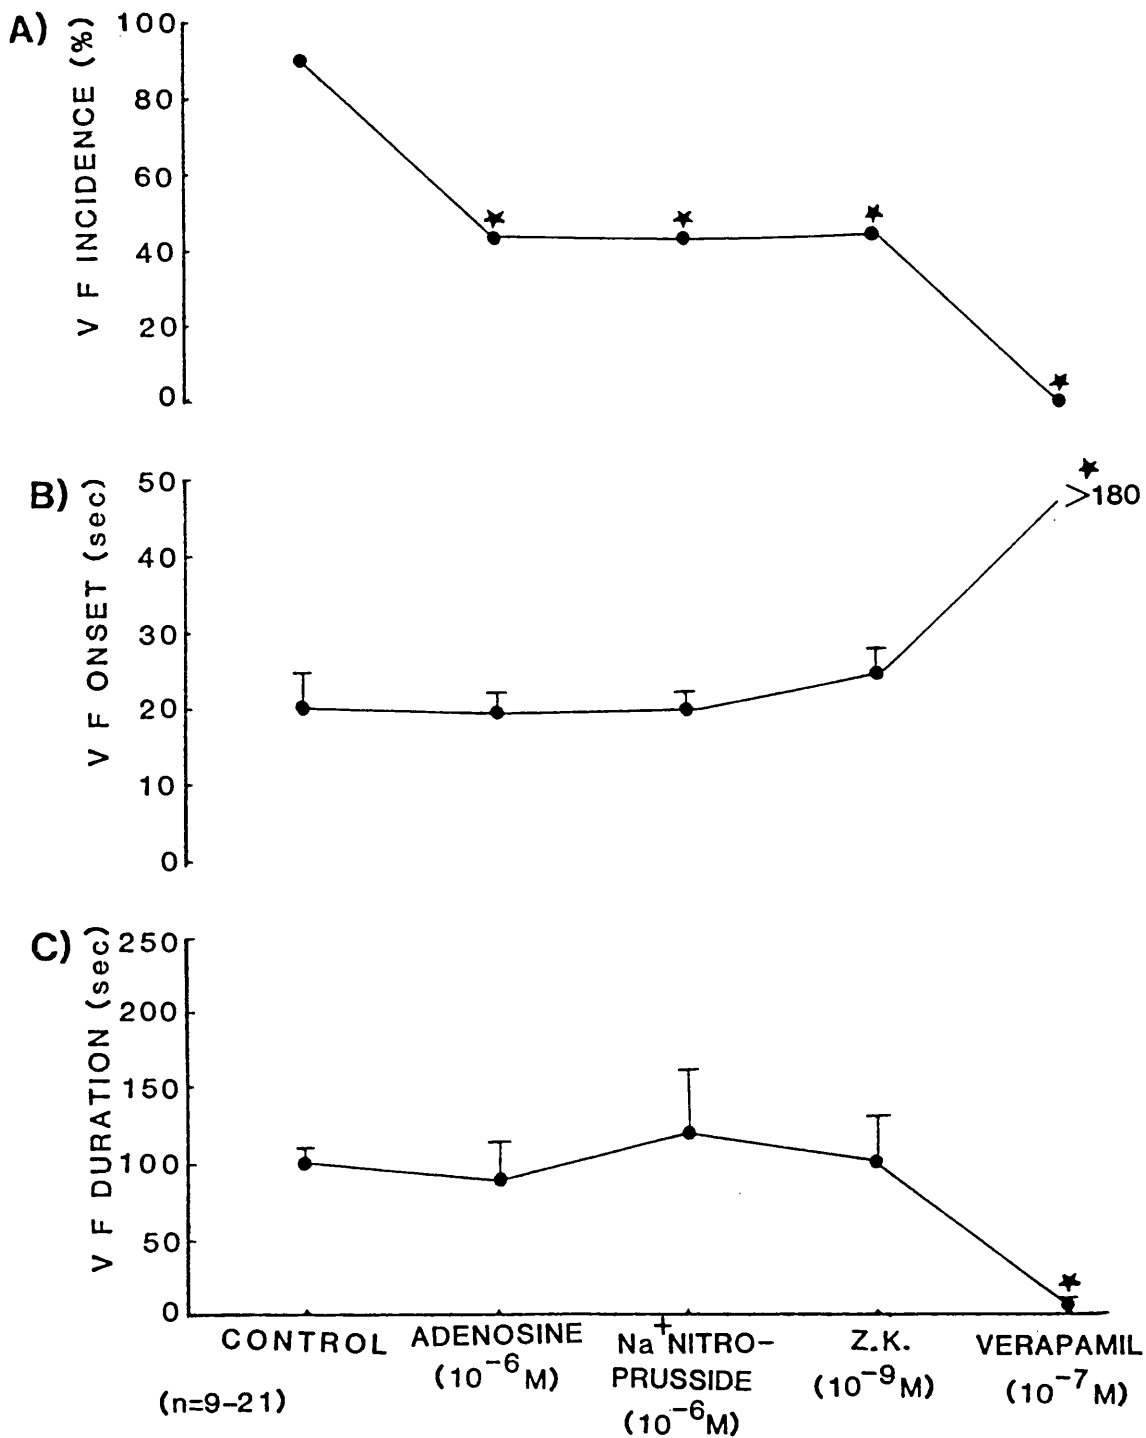 A)
V F INCIDENCE (%)
100
80
60
40
20
0
B)
V F ONSET (sec)
50
40
30
20
10
0
>180
C)
V F DURATION (sec)
250
200
150
100
50
0
CONTROL
ADENOSINE
(10⁻⁶M)
Na⁺NITRO-
PRUSSIDE
(10⁻⁶M)
Z.K.
(10⁻⁹M)
VERAPAMIL
(10⁻⁷M)
(n=9-21)